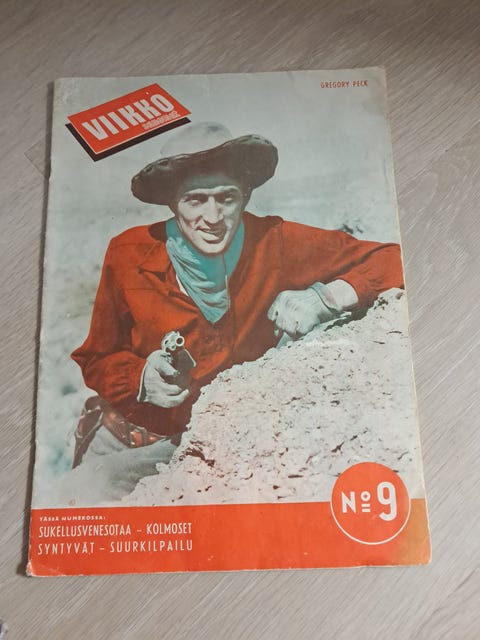 GREGORY PECK
VIIKKO
TÄSSÄ NUMEROSSA:
SUKELLUSVENESOTAA – KOLMOSET
SYNTYVÄT – SUURKILPAILU
Nº 9